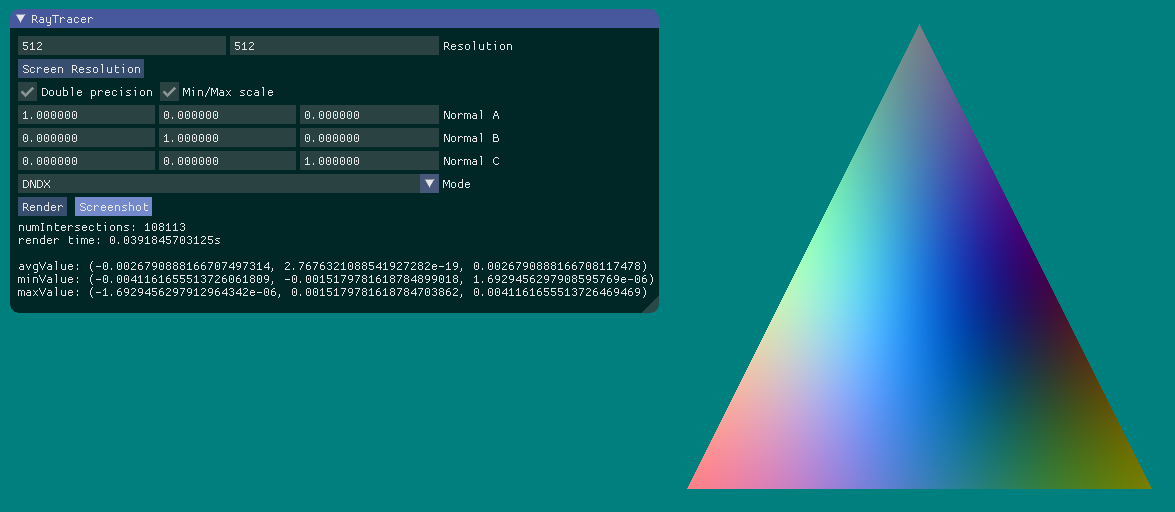 RayTracer
512 512 Resolution
Screen Resolution
Double precision Min/Max scale
1.000000 0.000000 0.000000 Normal A
0.000000 1.000000 0.000000 Normal B
0.000000 0.000000 1.000000 Normal C
DNDX Mode
Render Screenshot
numIntersections: 108113
render time: 0.0391845703125s
avgValue: (-0.0026790888166707497314, 2.7676321088541927282e-19, 0.0026790888166708117478)
minValue: (-0.0041161655513726061809, -0.0015179781618784899018, 1.6929456297908595769e-06)
maxValue: (-1.6929456297912964342e-06, 0.0015179781618784703862, 0.0041161655513726469469)